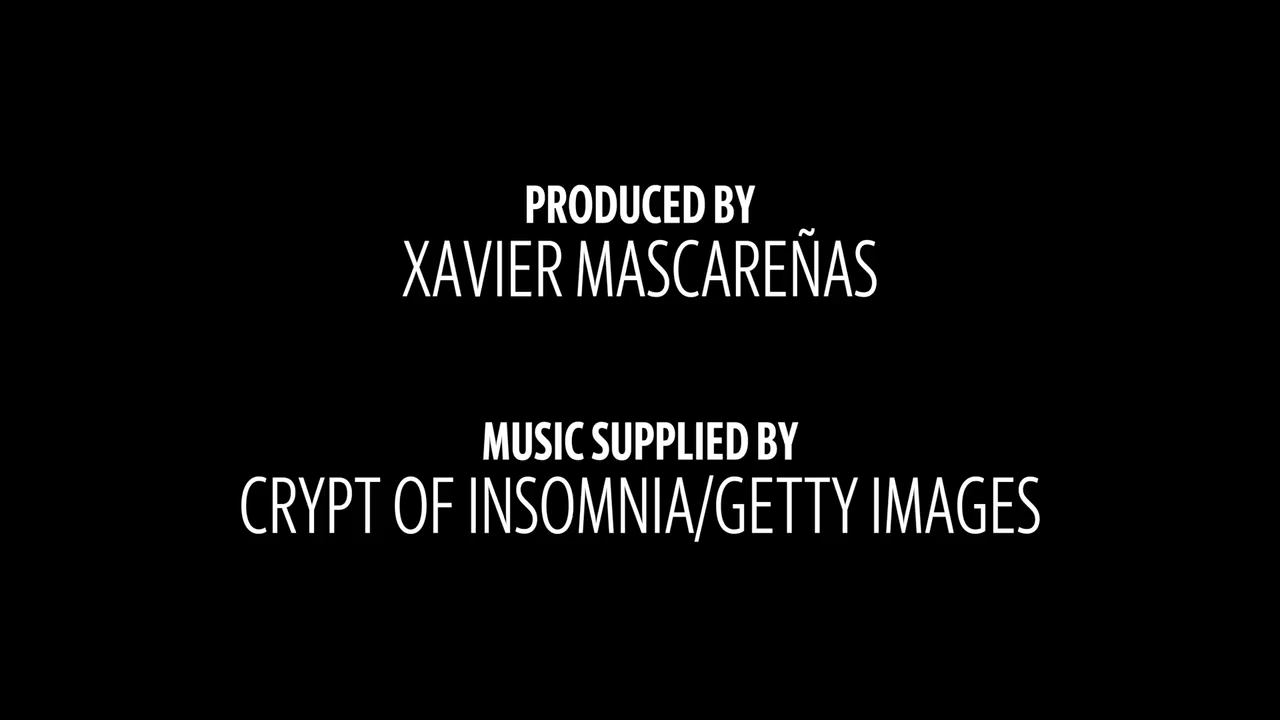 PRODUCED BY
XAVIER MASCAREÑAS
MUSIC SUPPLIED BY
CRYPT OF INSOMNIA/GETTY IMAGES